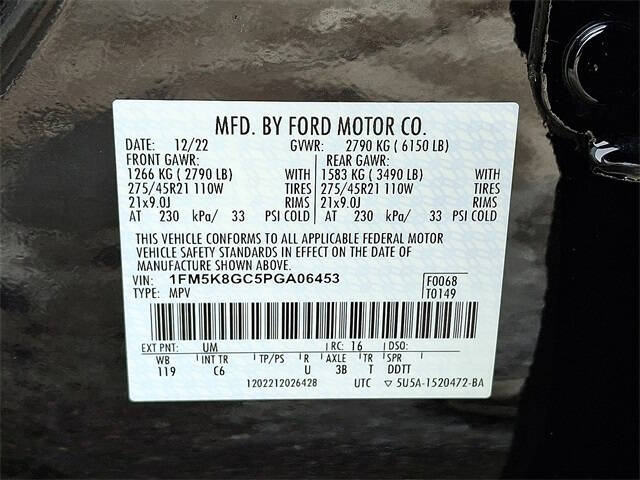 MFD. BY FORD MOTOR CO.
DATE: 12/22 GVWR: 2790 KG ( 6150 LB)
FRONT GAWR: REAR GAWR:
1266 KG ( 2790 LB) WITH 1583 KG ( 3490 LB) WITH
275/45R21 110W TIRES 275/45R21 110W TIRES
21x9.0J RIMS 21x9.0J RIMS
AT 230 kPa/ 33 PSI COLD AT 230 kPa/ 33 PSI COLD
THIS VEHICLE CONFORMS TO ALL APPLICABLE FEDERAL MOTOR
VEHICLE SAFETY STANDARDS IN EFFECT ON THE DATE OF
MANUFACTURE SHOWN ABOVE.
VIN: 1FM5K8GC5PGA06453 F0068
TYPE: MPV T0149
EXT PNT: UM RC: 16 DSO:
WB INT TR TP/PS R AXLE TR SPR
119 C6 U 3B T DDTT
1202212026428 UTC ▽ 5U5A-1520472-BA